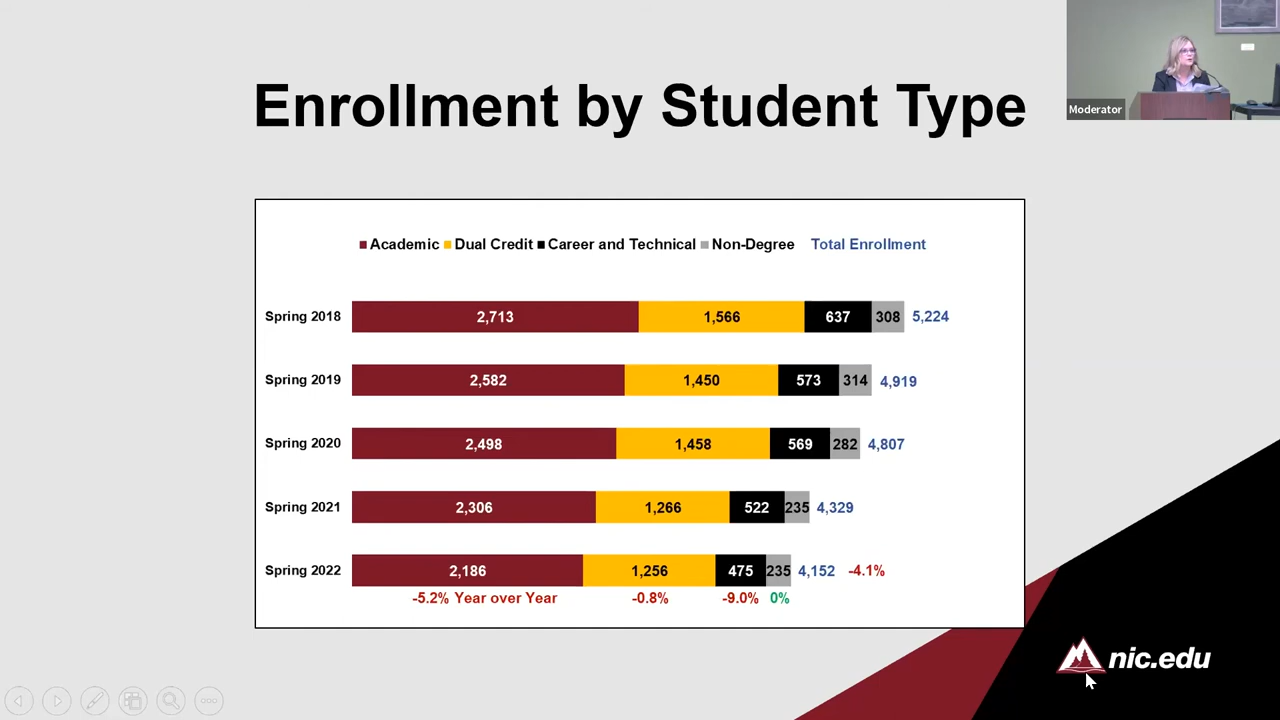 Enrollment by Student Type
Moderator
Academic Dual Credit Career and Technical Non-Degree Total Enrollment
Spring 2018 2,713 1,566 637 308 5,224
Spring 2019 2,582 1,450 573 314 4,919
Spring 2020 2,498 1,458 569 282 4,807
Spring 2021 2,306 1,266 522 235 4,329
Spring 2022 2,186 1,256 475 235 4,152 -4.1%
-5.2% Year over Year -0.8% -9.0% 0%
nic.edu